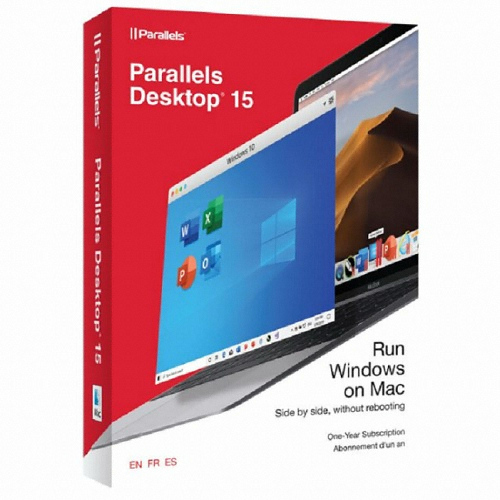 ||Parallels®
Parallels
Desktop® 15
Windows 10
W
X
P
O
Run
Windows
on Mac
Side by side, without rebooting
One-Year Subscription
Abonnement d'un an
EN FR ES
||Parallels®
Parallels Desktop® 15